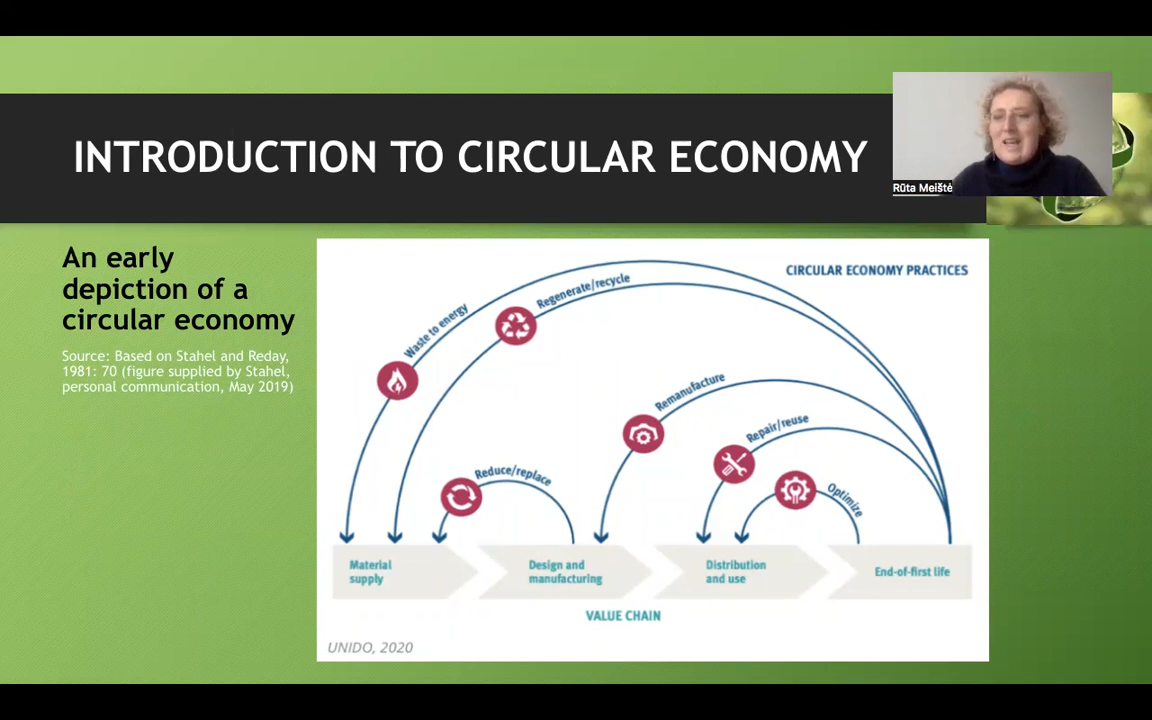 INTRODUCTION TO CIRCULAR ECONOMY
Rūta Meištė
An early
depiction of a
circular economy
Source: Based on Stahel and Reday,
1981: 70 (figure supplied by Stahel,
personal communication, May 2019)
CIRCULAR ECONOMY PRACTICES
Waste to energy
Regenerate/recycle
Remanufacture
Repair/reuse
Reduce/replace
Optimize
Material
supply
Design and
manufacturing
Distribution
and use
End-of-first life
VALUE CHAIN
UNIDO, 2020